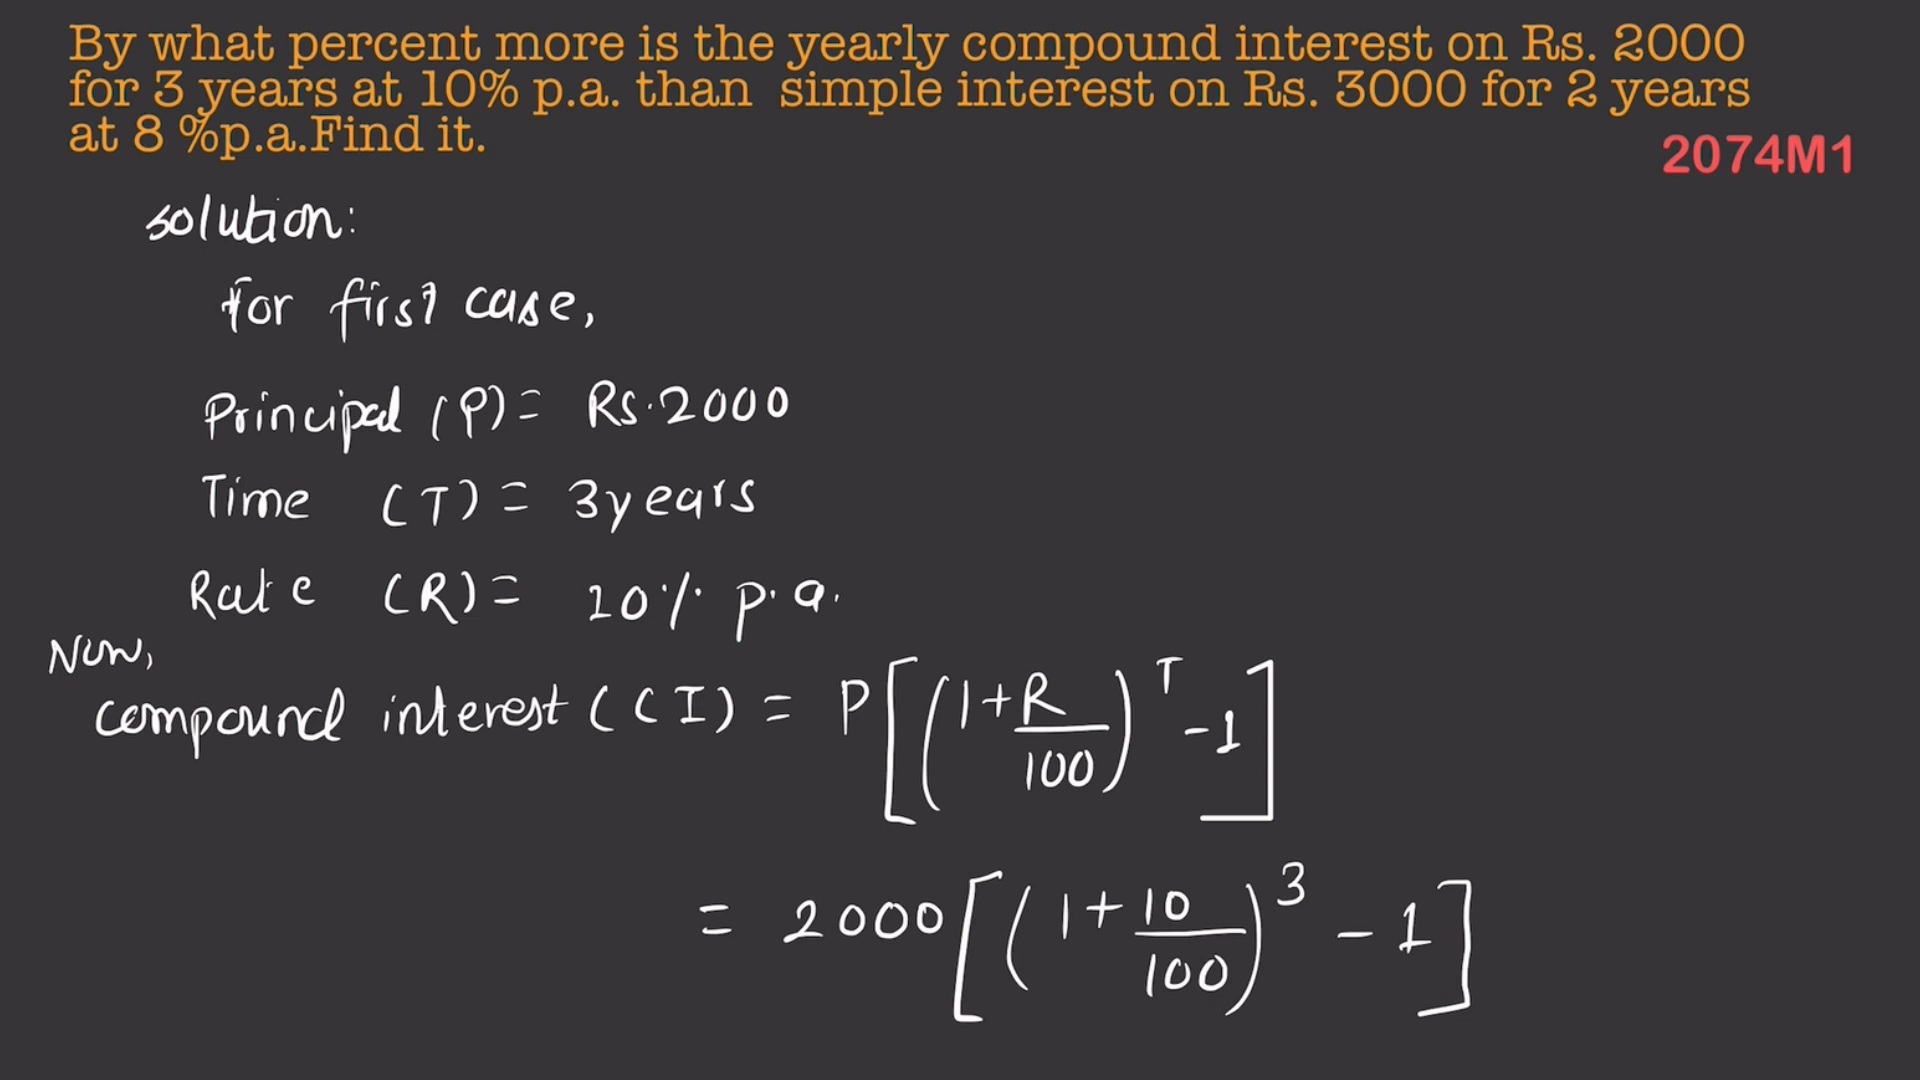 By what percent more is the yearly compound interest on Rs. 2000
for 3 years at 10% p.a. than simple interest on Rs. 3000 for 2 years
at 8 %p.a.Find it.
2074M1
solution:
for first case,
Principal (P) = Rs. 2000
Time (T) = 3 years
Rate (R) = 10% p.a.
Now,
compound interest (CI) = P[(1+R/100)^T -1]
= 2000[(1+10/100)^3 - 1]